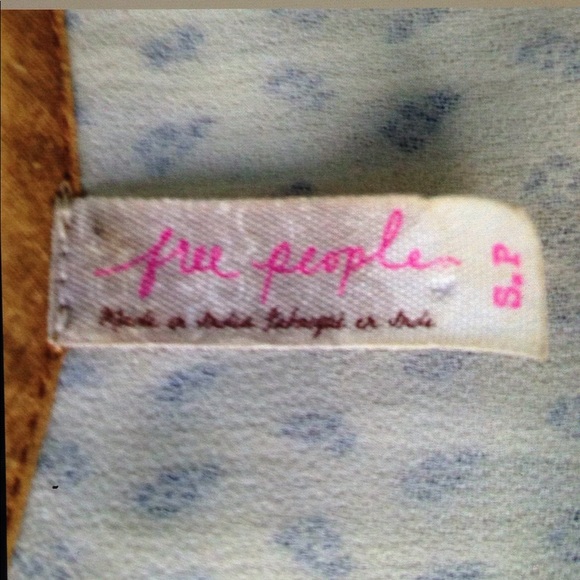 free people
Made in India Fabriqué en Inde
S.P